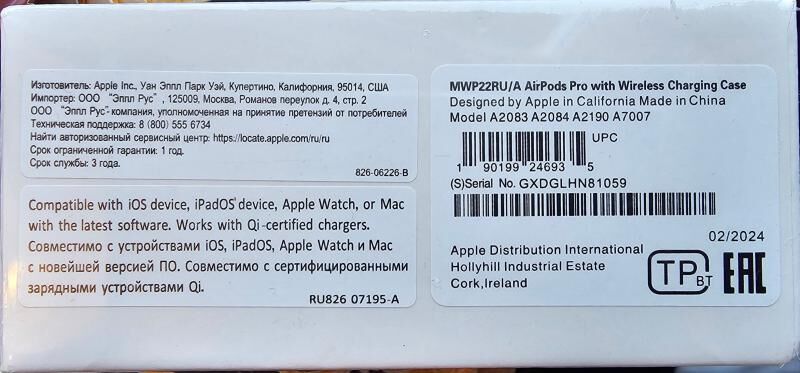 Изготовитель: Apple Inc., Уан Эппл Парк Уэй, Купертино, Калифорния, 95014, США
Импортер: ООО "Эппл Рус", 125009, Москва, Романов переулок д. 4, стр. 2
ООО "Эппл Рус"-компания, уполномоченная на принятие претензий от потребителей
Техническая поддержка: 8 (800) 555 6734
Найти авторизованный сервисный центр: https://locate.apple.com/ru/ru
Срок ограниченной гарантии: 1 год.
Срок службы: 3 года.
826-06226-B
Compatible with iOS device, iPadOS device, Apple Watch, or Mac
with the latest software. Works with Qi-certified chargers.
Совместимо с устройствами iOS, iPadOS, Apple Watch и Mac
с новейшей версией ПО. Совместимо с сертифицированными
зарядными устройствами Qi.
RU826 07195-A
MWP22RU/A AirPods Pro with Wireless Charging Case
Designed by Apple in California Made in China
Model A2083 A2084 A2190 A7007
UPC
1 90199 24693 5
(S)Serial No. GXDGLHN81059
02/2024
Apple Distribution International
Hollyhill Industrial Estate
Cork,Ireland
TP BT
EAC